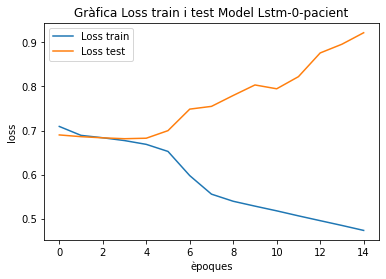 Gràfica Loss train i test Model Lstm-0-pacient
Loss train
Loss test
0.9
0.8
0.7
0.6
0.5
loss
0 2 4 6 8 10 12 14
èpoques